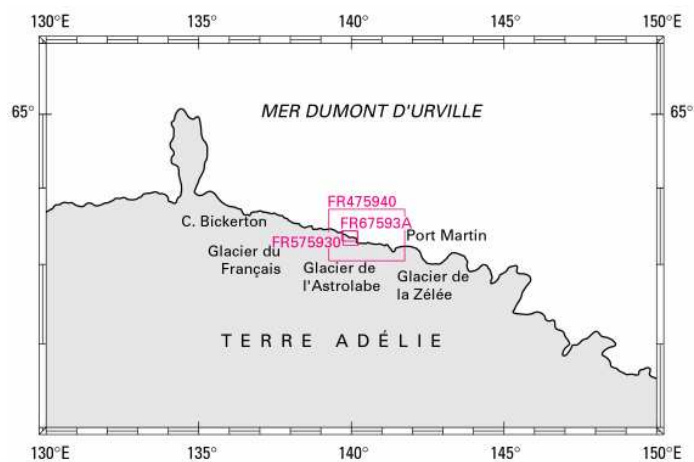 130°E 135° 140° 145° 150°E
65° 65°
MER DUMONT D'URVILLE
FR475940
FR67593A
C. Bickerton
Port Martin
FR575930
Glacier du
Français
Glacier de
l'Astrolabe
Glacier de
la Zélée
TERRE ADÉLIE
130°E 135° 140° 145° 150°E